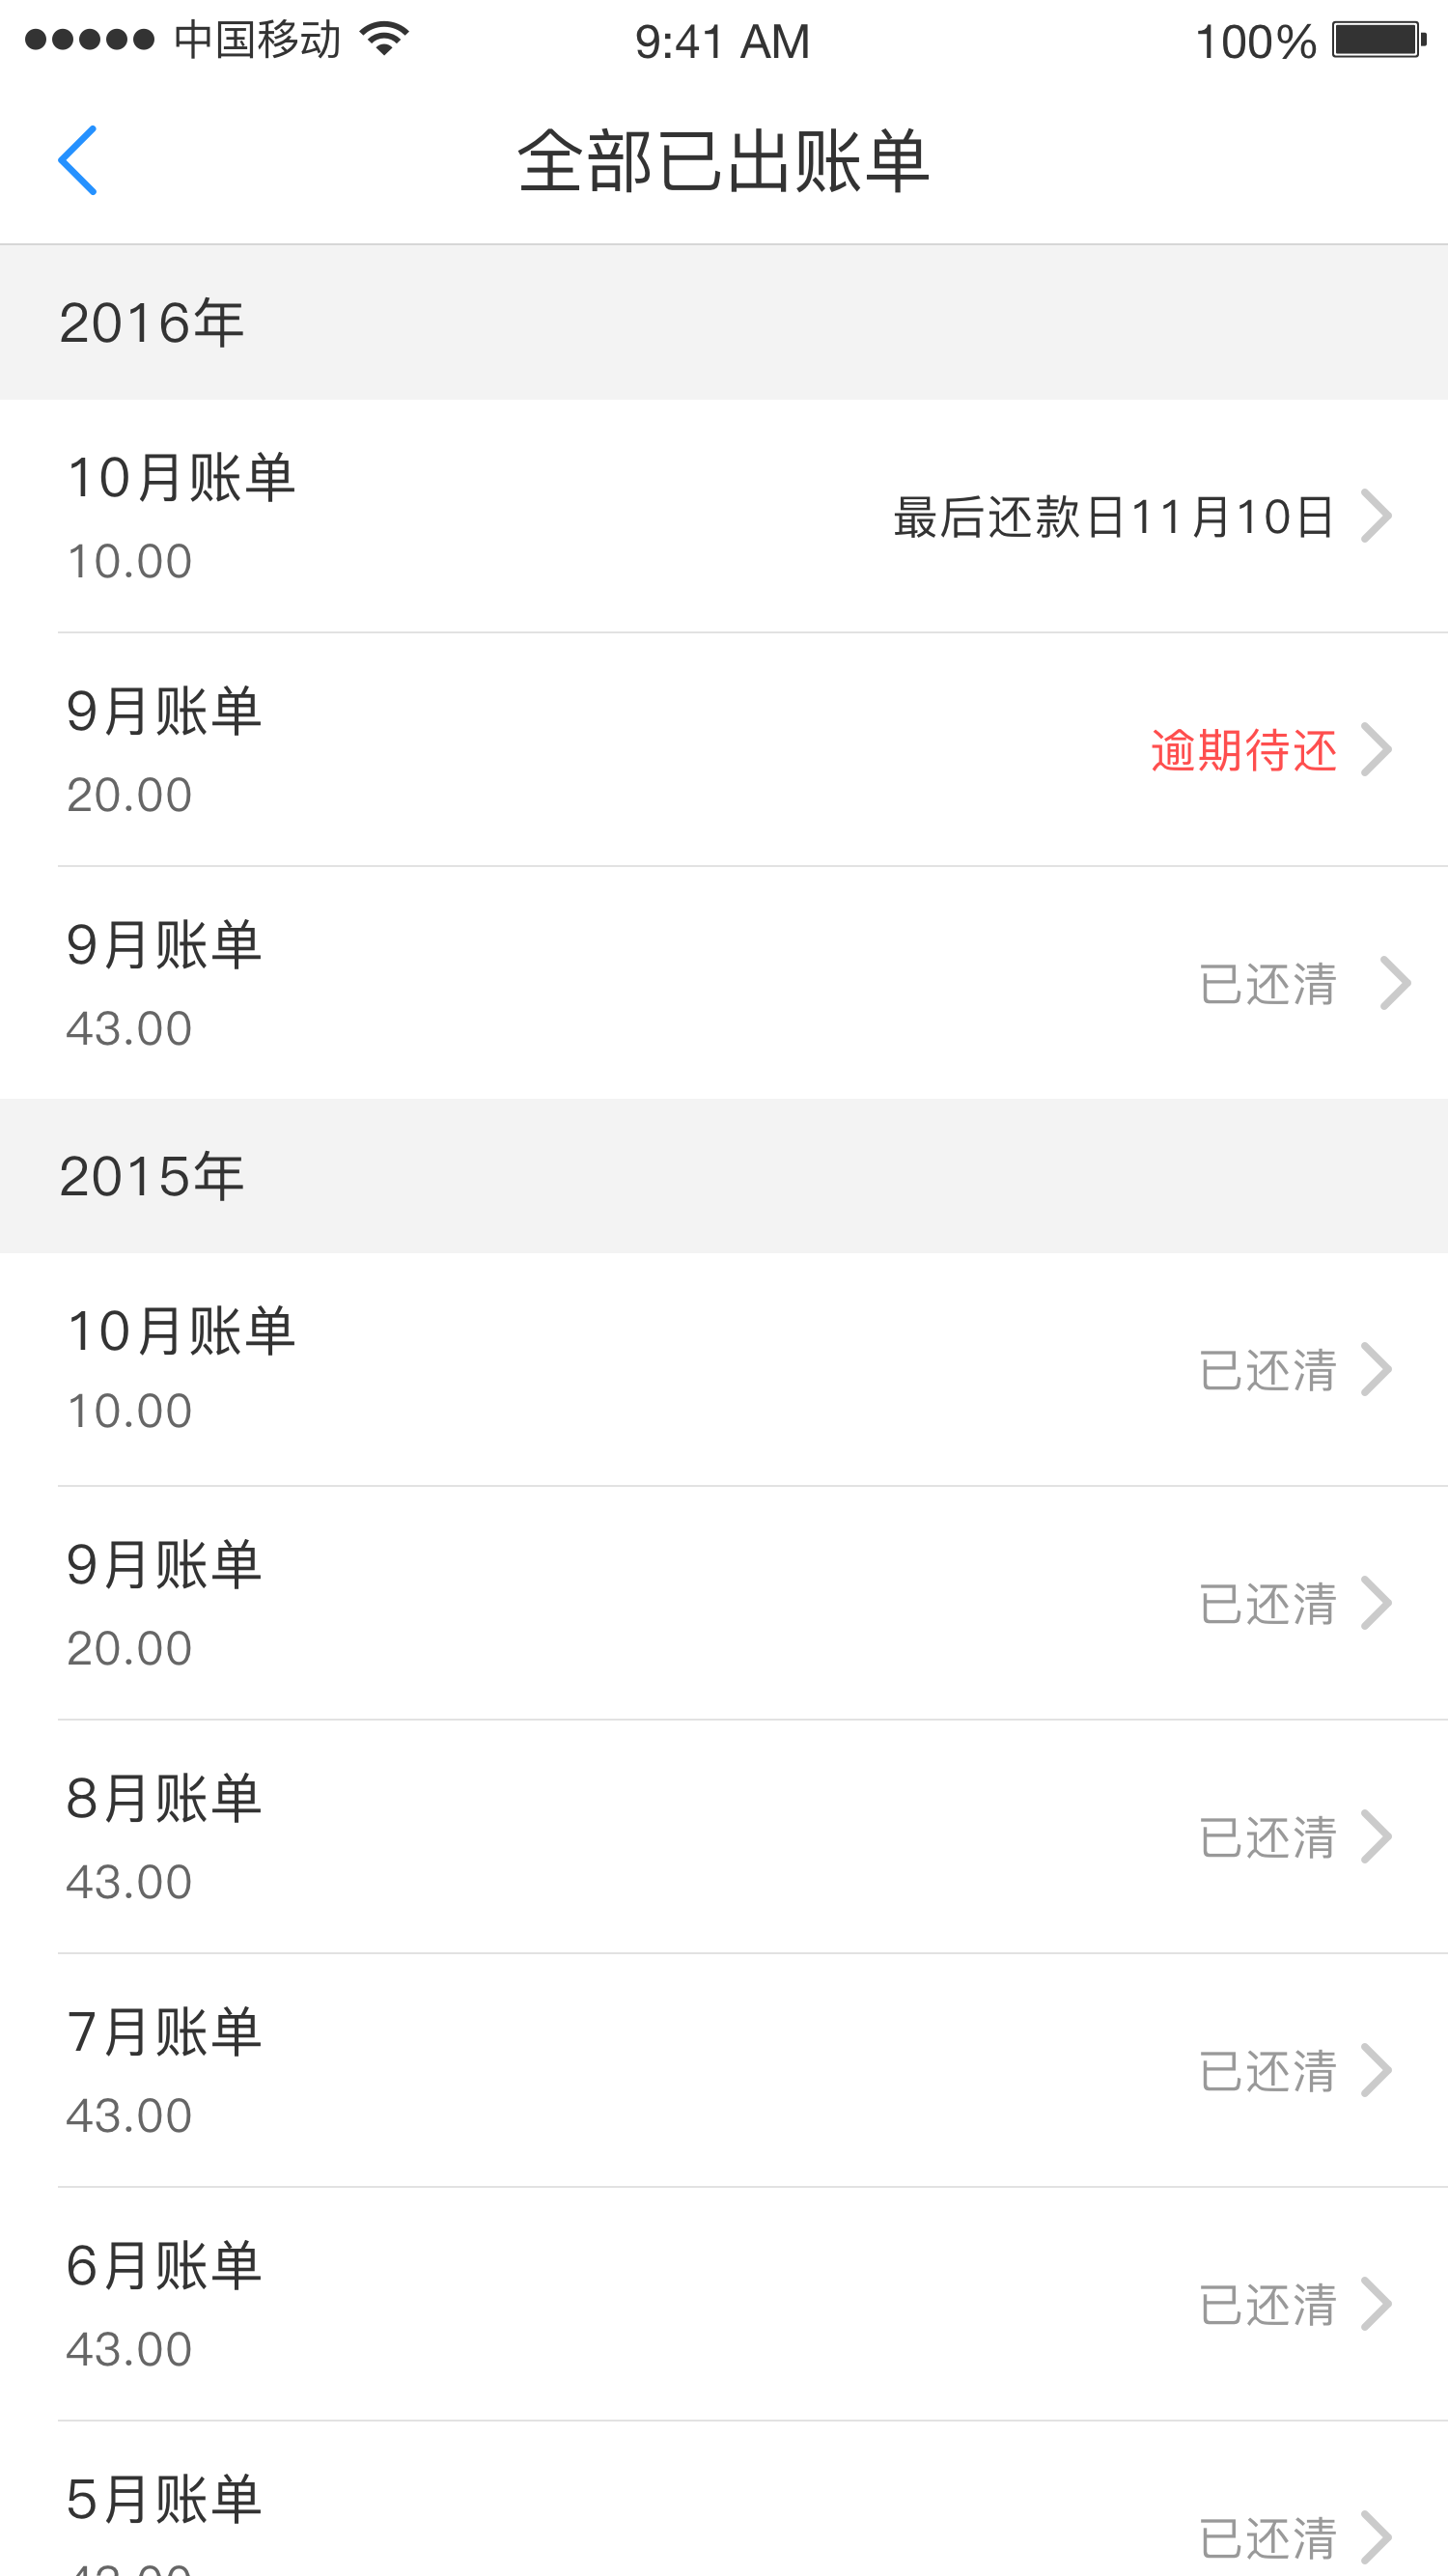 中国移动 9:41 AM 100%
全部已出账单
2016年
10月账单
最后还款日11月10日
10.00
9月账单
逾期待还
20.00
9月账单
已还清
43.00
2015年
10月账单
已还清
10.00
9月账单
已还清
20.00
8月账单
已还清
43.00
7月账单
已还清
43.00
6月账单
已还清
43.00
5月账单
已还清